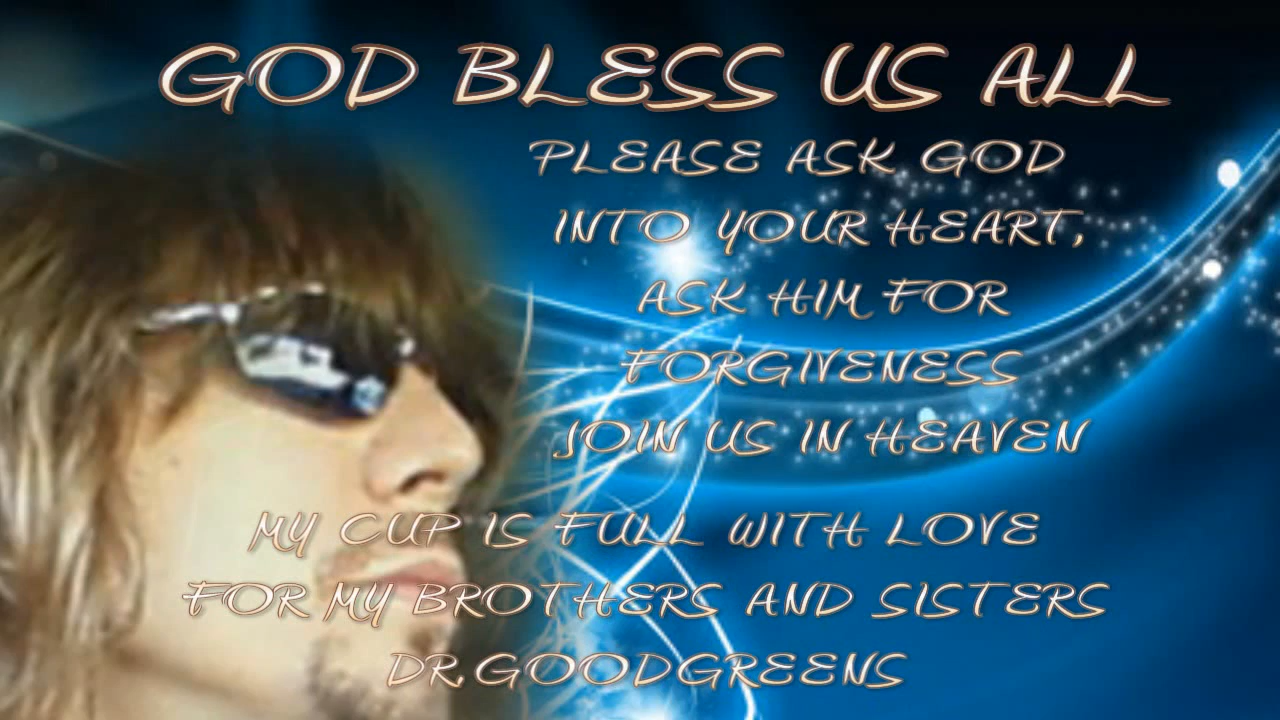 GOD BLESS US ALL
PLEASE ASK GOD
INTO YOUR HEART,
ASK HIM FOR
FORGIVENESS
JOIN US IN HEAVEN
MY CUP IS FULL WITH LOVE
FOR MY BROTHERS AND SISTERS
DR.GOODGREENS